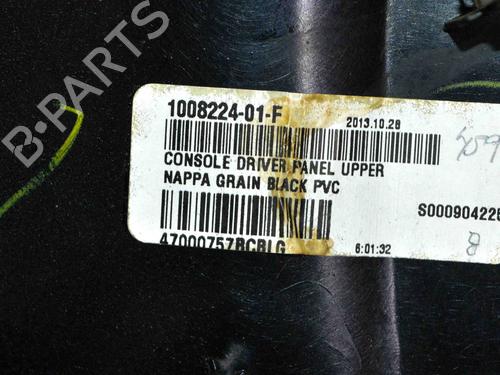 1008224-01-F
2013.10.28
CONSOLE DRIVER PANEL UPPER
NAPPA GRAIN BLACK PVC
S00090422
47000757BCBLG
6:01:32
8
B-PARTS